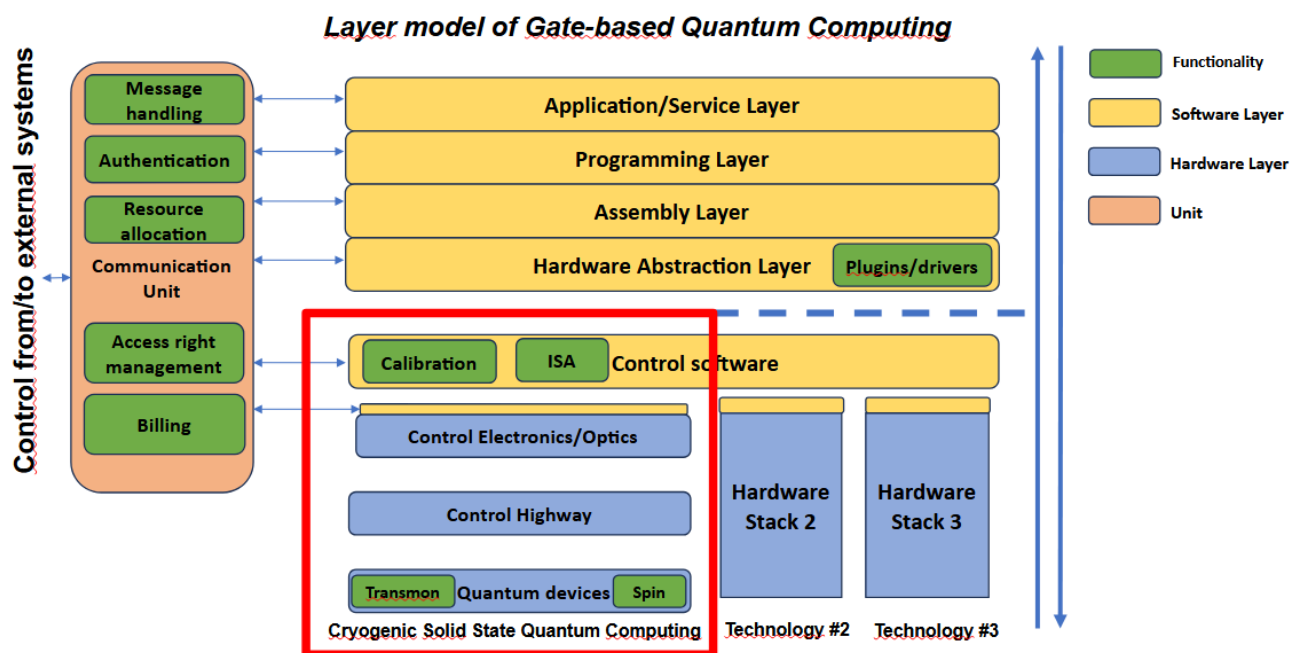 Layer model of Gate-based Quantum Computing
Control from/to external systems
Message
handling
Authentication
Resource
allocation
Communication
Unit
Access right
management
Billing
Application/Service Layer
Programming Layer
Assembly Layer
Hardware Abstraction Layer
Plugins/drivers
Calibration
ISA
Control software
Control Electronics/Optics
Control Highway
Transmon
Quantum devices
Spin
Cryogenic Solid State Quantum Computing
Hardware
Stack 2
Technology #2
Hardware
Stack 3
Technology #3
Functionality
Software Layer
Hardware Layer
Unit